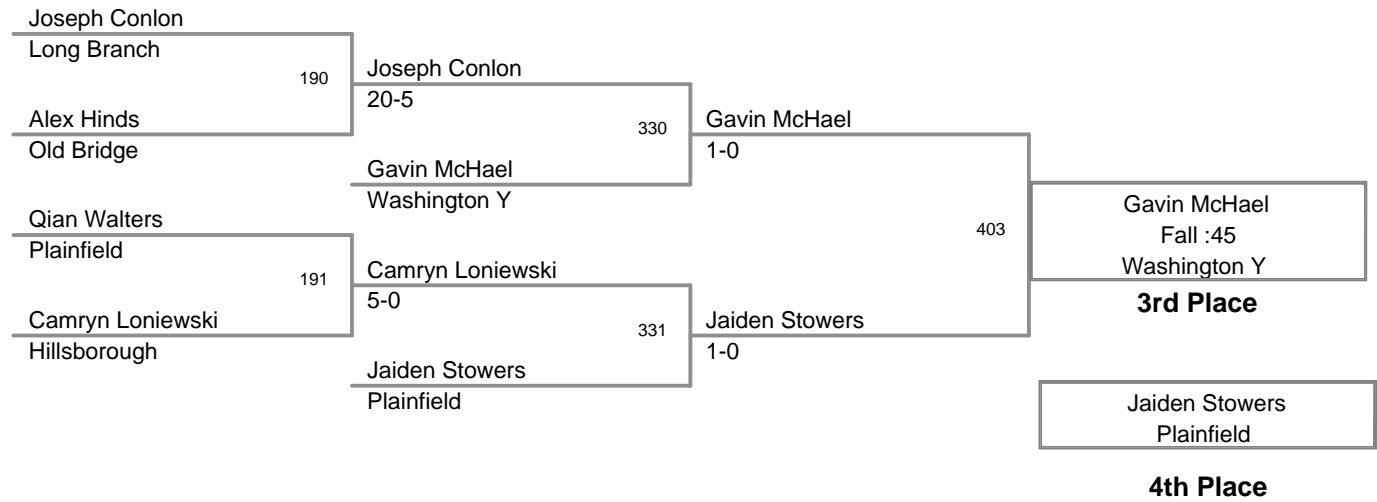 Joseph Conlon
Long Branch
190
Joseph Conlon
20-5
Alex Hinds
Old Bridge
330
Gavin McHael
1-0
Gavin McHael
Washington Y
Qian Walters
Plainfield
403
Gavin McHael
Fall :45
Washington Y
3rd Place
191
Camryn Loniewski
5-0
Camryn Loniewski
Hillsborough
331
Jaiden Stowers
1-0
Jaiden Stowers
Plainfield
Jaiden Stowers
Plainfield
4th Place